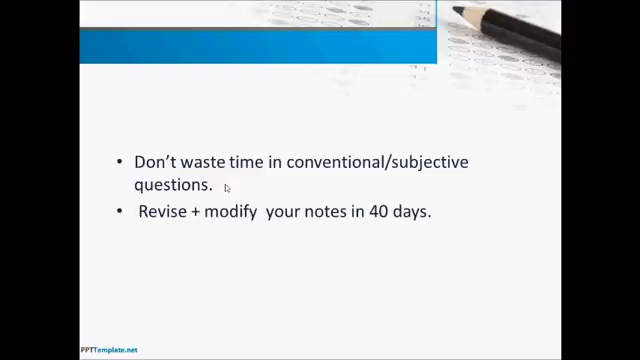 • Don't waste time in conventional/subjective
questions.
• Revise + modify your notes in 40 days.
PPTTemplate.net